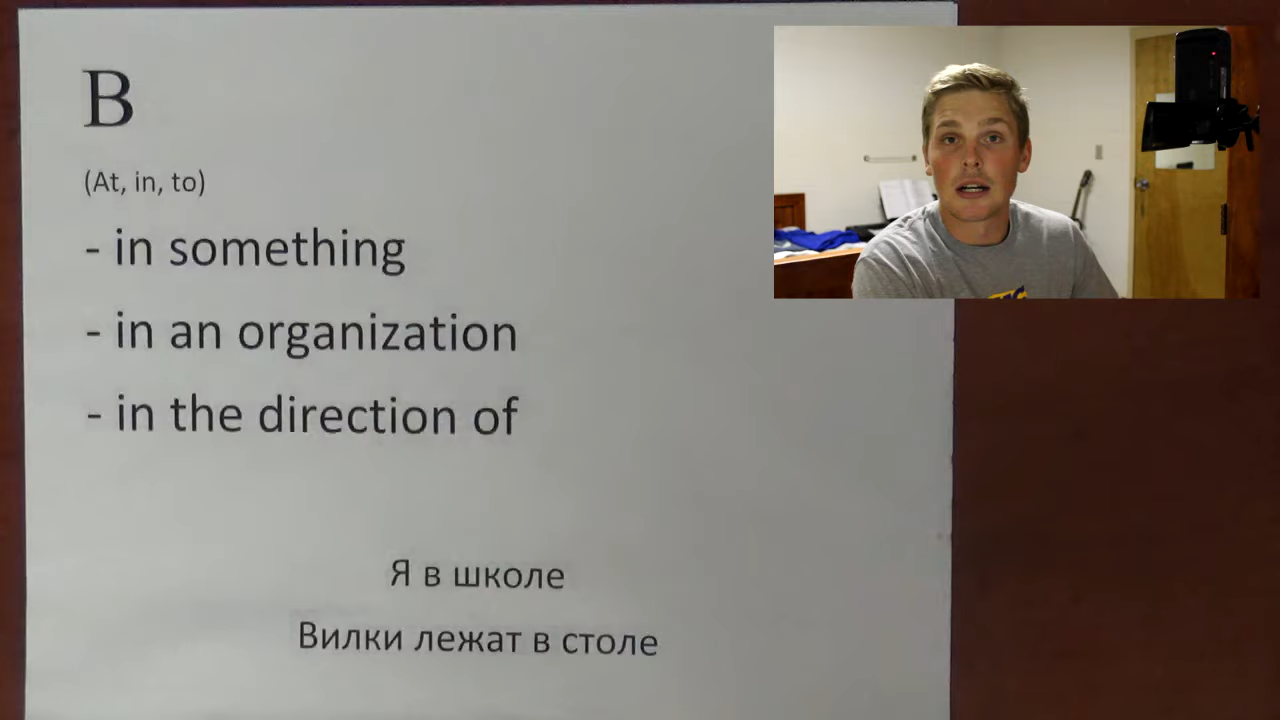 В
(At, in, to)
- in something
- in an organization
- in the direction of
Я в школе
Вилки лежат в столе